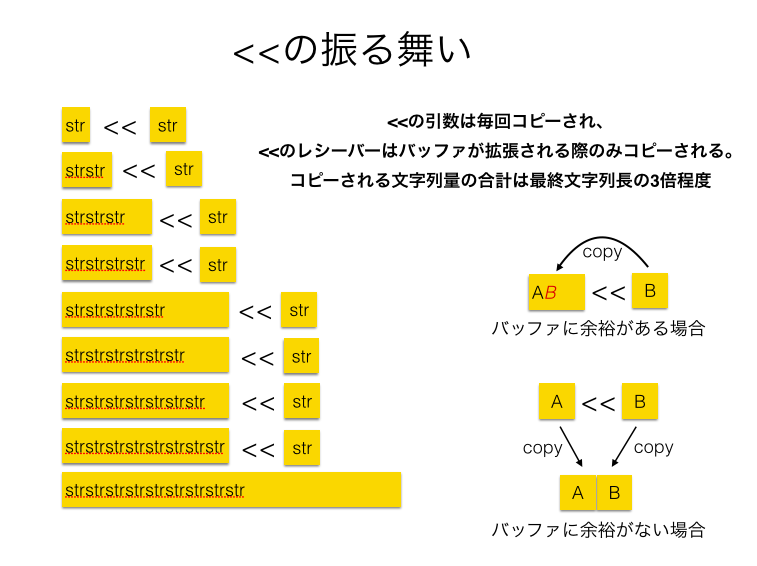 <<の振る舞い
str << str
strstr << str
strstrstr << str
strstrstrstr << str
strstrstrstrstr << str
strstrstrstrstrstr << str
strstrstrstrstrstrstr << str
strstrstrstrstrstrstrstr << str
strstrstrstrstrstrstrstrstr
<<の引数は毎回コピーされ、
<<のレシーバーはバッファが拡張される際のみコピーされる。
コピーされる文字列量の合計は最終文字列長の3倍程度
copy
AB << B
バッファに余裕がある場合
A << B
copy copy
A B
バッファに余裕がない場合